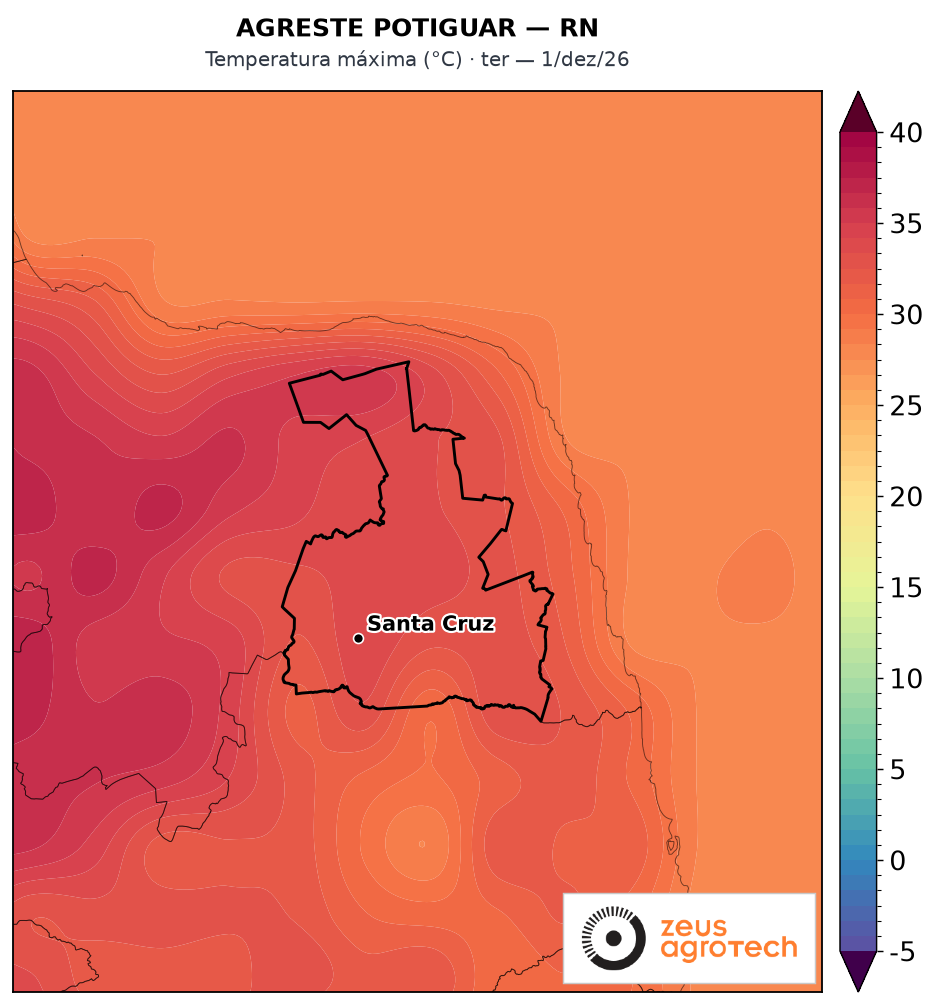 AGRESTE POTIGUAR — RN
Temperatura máxima (°C) · ter — 1/dez/26
40
35
30
25
20
15
10
5
0
-5
Santa Cruz
zeus
agrotech